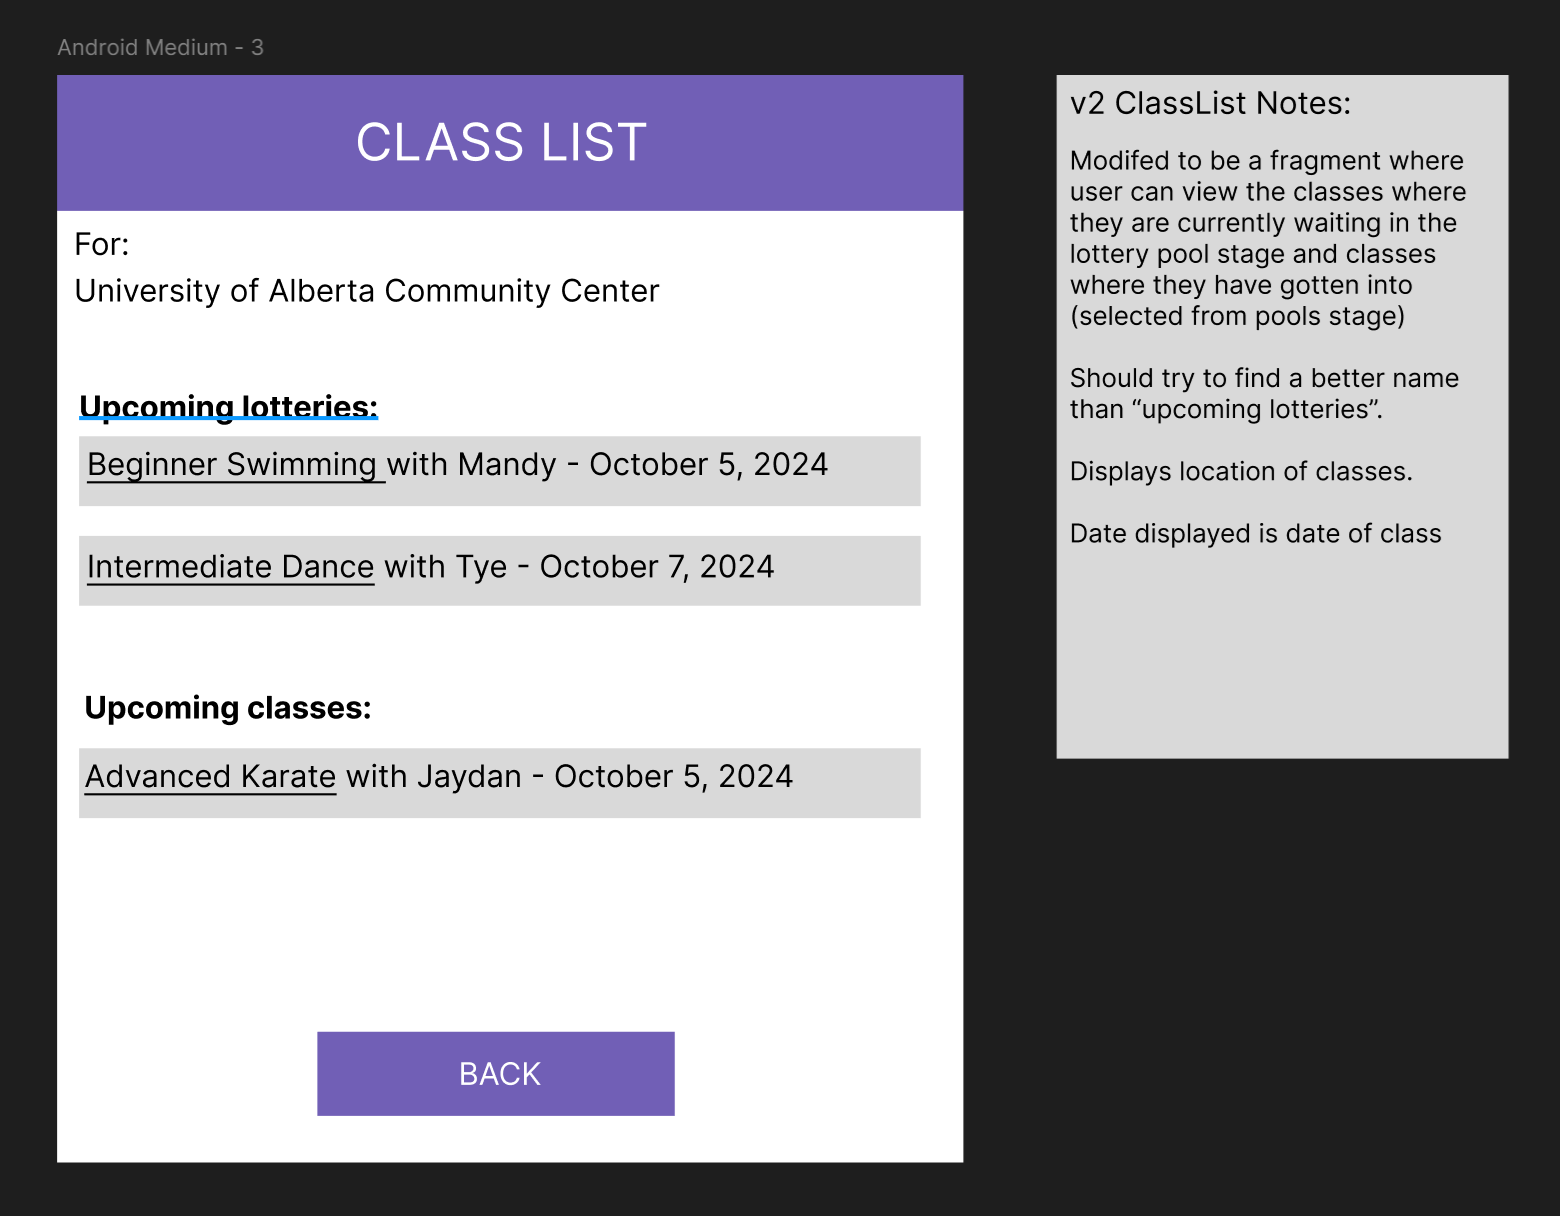 Android Medium - 3
CLASS LIST
For:
University of Alberta Community Center
Upcoming lotteries:
Beginner Swimming with Mandy - October 5, 2024
Intermediate Dance with Tye - October 7, 2024
Upcoming classes:
Advanced Karate with Jaydan - October 5, 2024
BACK
v2 ClassList Notes:
Modifed to be a fragment where
user can view the classes where
they are currently waiting in the
lottery pool stage and classes
where they have gotten into
(selected from pools stage)
Should try to find a better name
than “upcoming lotteries”.
Displays location of classes.
Date displayed is date of class